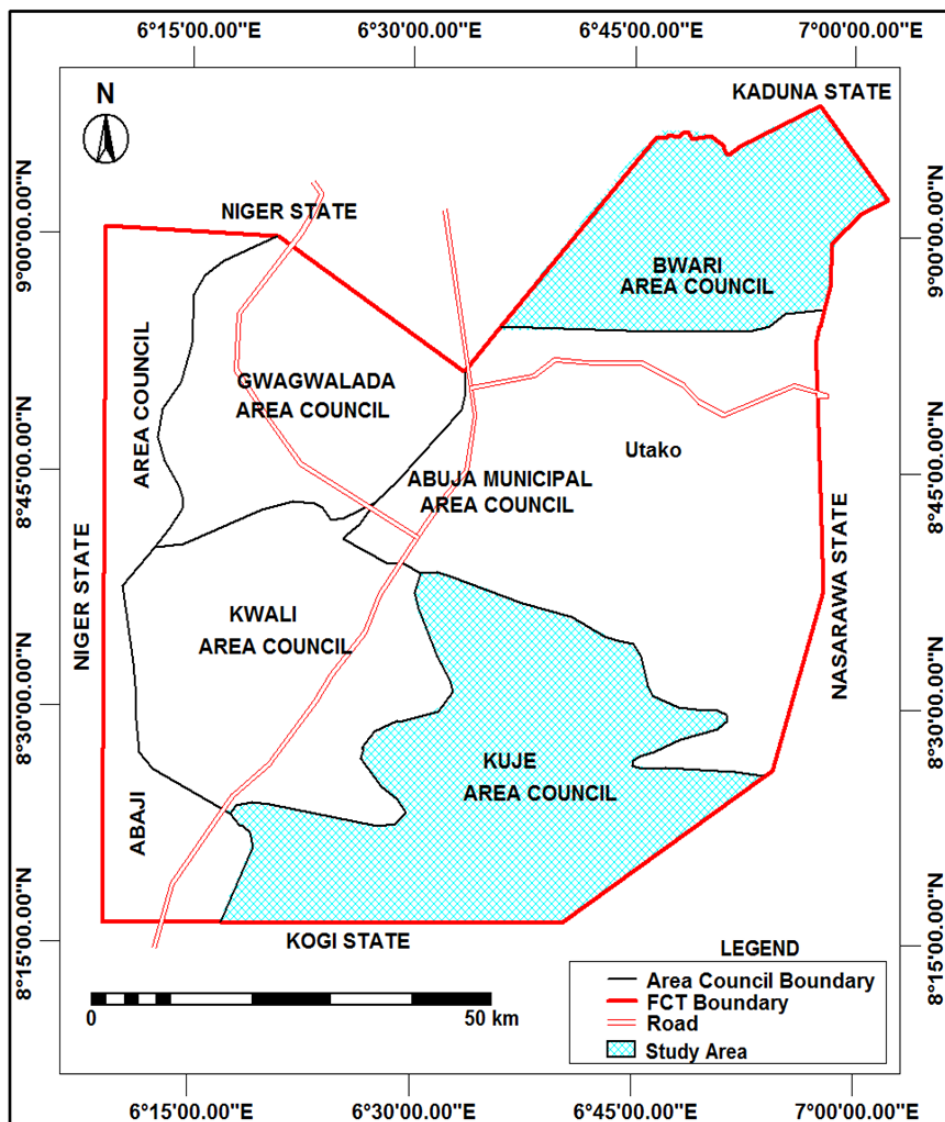 6°15'00.00"E 6°30'00.00"E 6°45'00.00"E 7°00'00.00"E
KADUNA STATE
N
NIGER STATE
9°00'00.00"N
9°00'00.00"N
BWARI
AREA COUNCIL
AREA COUNCIL
GWAGWALADA
AREA COUNCIL
Utako
ABUJA MUNICIPAL
AREA COUNCIL
8°45'00.00"N
8°45'00.00"N
NIGER STATE
NASARAWA STATE
KWALI
AREA COUNCIL
8°30'00.00"N
8°30'00.00"N
KUJE
AREA COUNCIL
ABAJI
KOGI STATE
8°15'00.00"N
8°15'00.00"N
LEGEND
Area Council Boundary
FCT Boundary
Road
Study Area
0 50 km
6°15'00.00"E 6°30'00.00"E 6°45'00.00"E 7°00'00.00"E